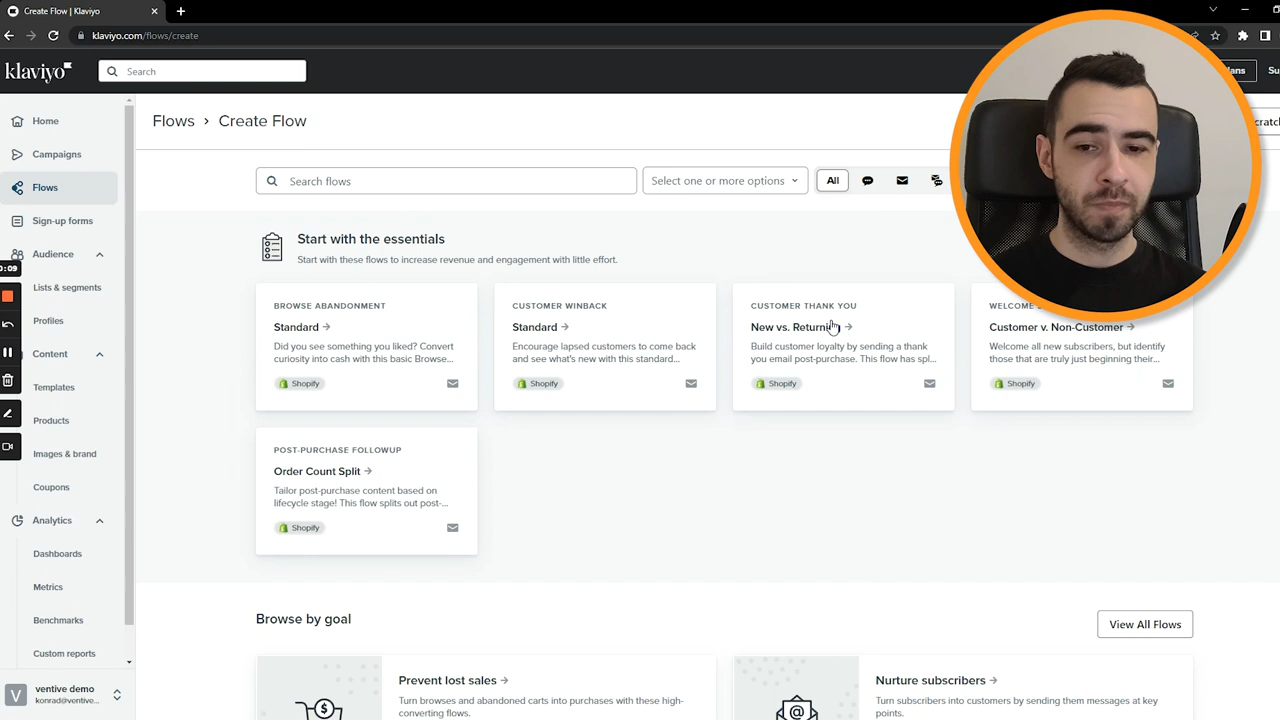 Create Flow | Klaviyo
klaviyo.com/flows/create
klaviyo
Search
Home
Campaigns
Flows
Sign-up forms
Audience
0:09
Lists & segments
Profiles
Content
Templates
Products
Images & brand
Coupons
Analytics
Dashboards
Metrics
Benchmarks
Custom reports
V
ventive demo
konrad@ventive...
Flows > Create Flow
Search flows
Select one or more options
All
Start with the essentials
Start with these flows to increase revenue and engagement with little effort.
BROWSE ABANDONMENT
Standard →
Did you see something you liked? Convert
curiosity into cash with this basic Browse...
Shopify
CUSTOMER WINBACK
Standard →
Encourage lapsed customers to come back
and see what's new with this standard...
Shopify
CUSTOMER THANK YOU
New vs. Returning →
Build customer loyalty by sending a thank
you email post-purchase. This flow has spl...
Shopify
WELCOME
Customer v. Non-Customer →
Welcome all new subscribers, but identify
those that are truly just beginning their...
Shopify
POST-PURCHASE FOLLOWUP
Order Count Split →
Tailor post-purchase content based on
lifecycle stage! This flow splits out post-...
Shopify
Browse by goal
View All Flows
Prevent lost sales →
Turn browses and abandoned carts into purchases with these high-
converting flows.
Nurture subscribers →
Turn subscribers into customers by sending them messages at key
points.